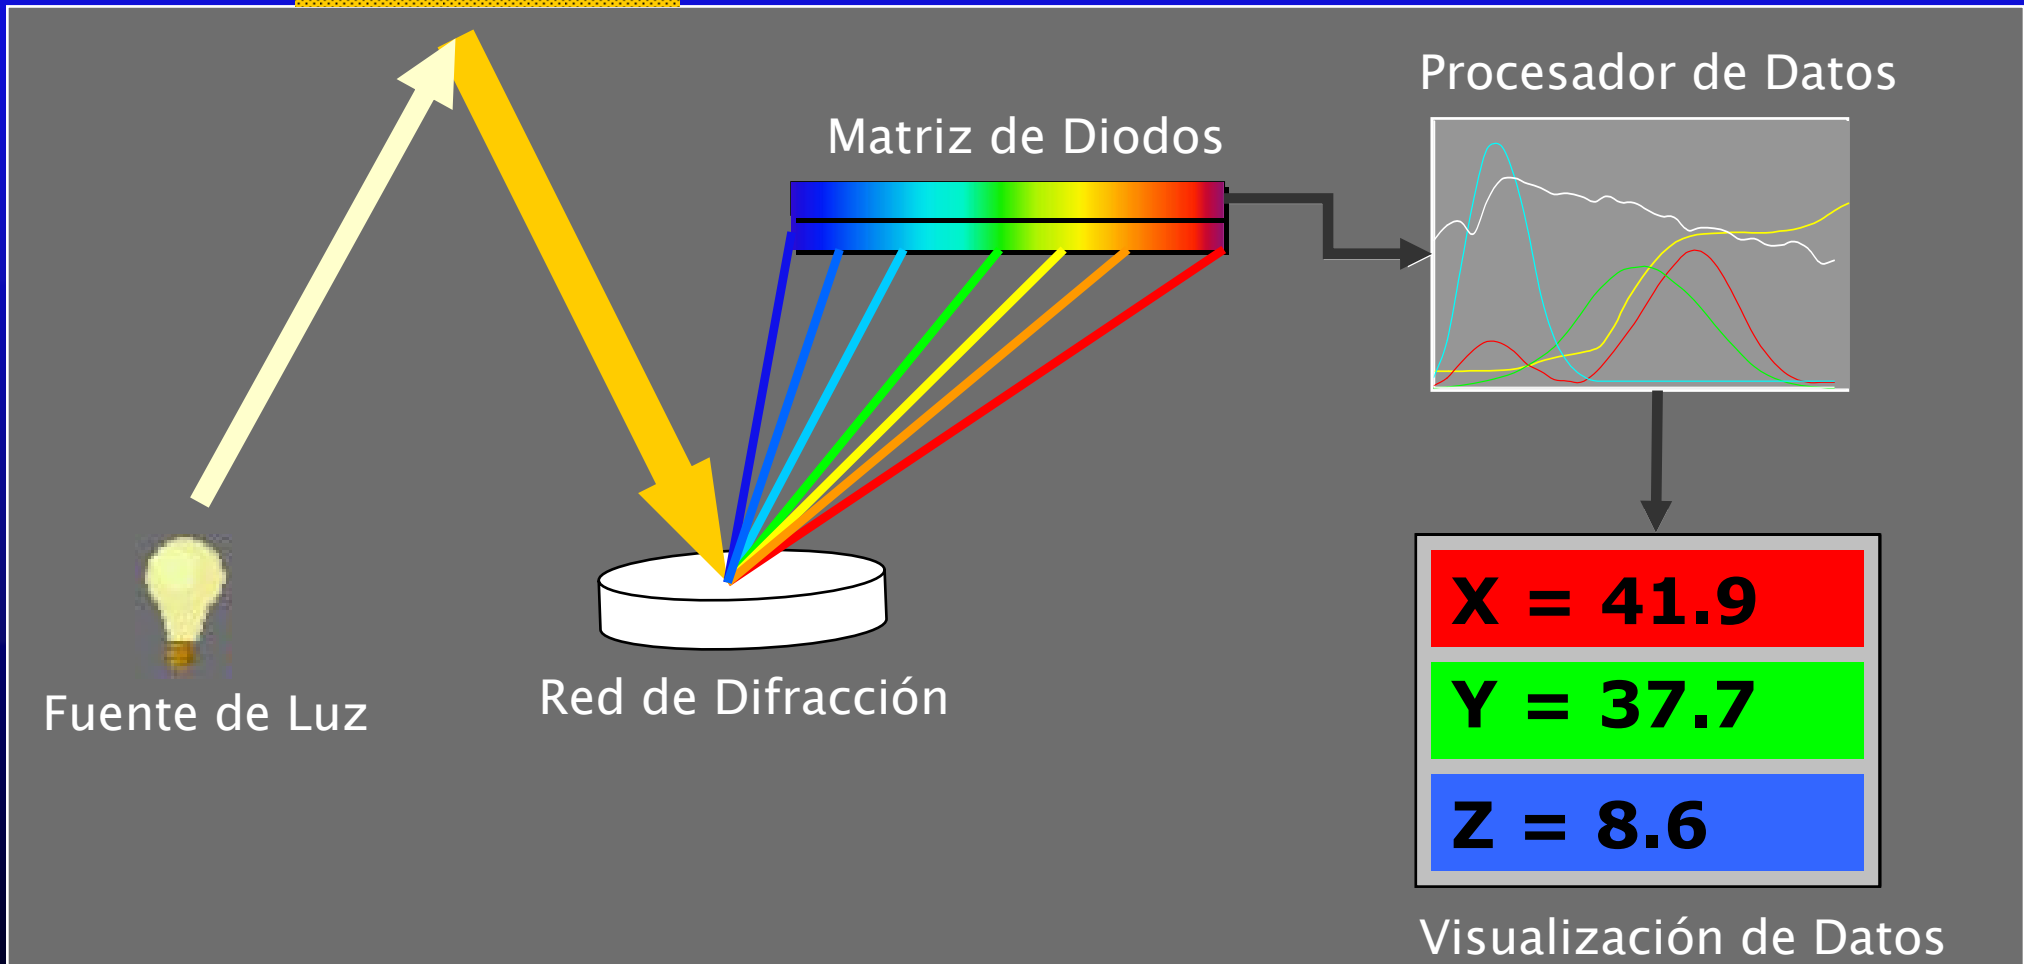 Procesador de Datos
Matriz de Diodos
Fuente de Luz
Red de Difracción
X = 41.9
Y = 37.7
Z = 8.6
Visualización de Datos